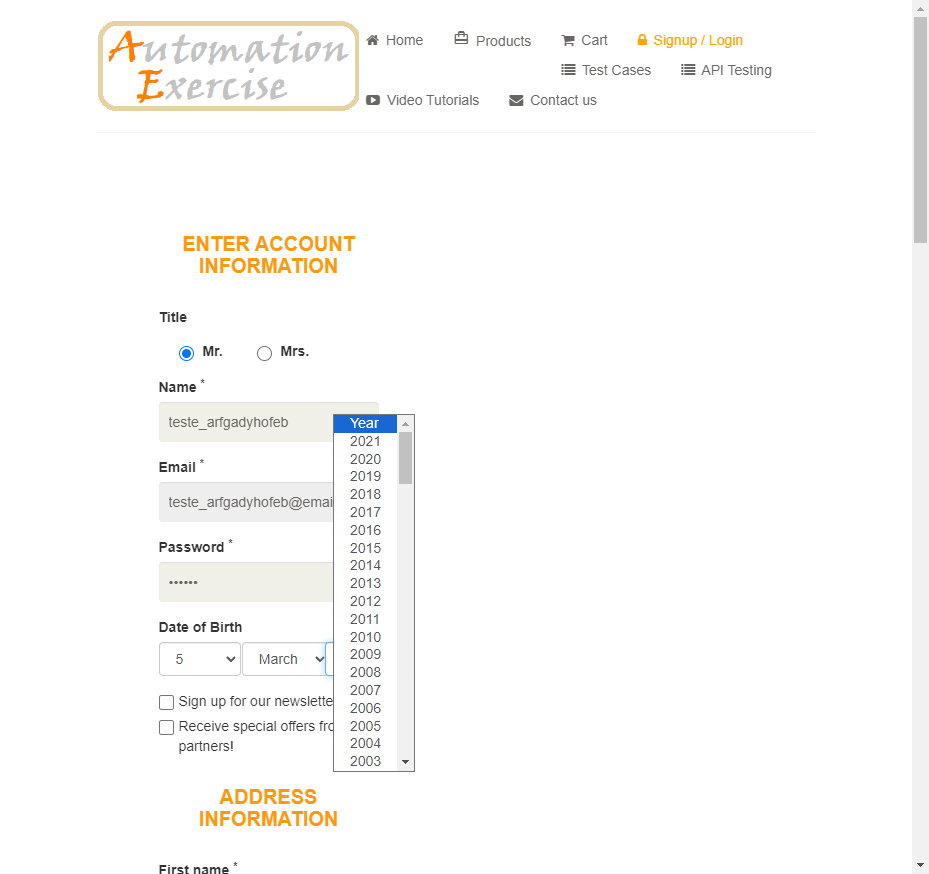 Automation
Exercise
Home
Products
Cart
Signup / Login
Test Cases
API Testing
Video Tutorials
Contact us
ENTER ACCOUNT
INFORMATION
Title
Mr.
Mrs.
Name *
teste_arfgadyhofeb
Email *
teste_arfgadyhofeb@emai
Password *
••••••
Date of Birth
5
March
Year
2021
2020
2019
2018
2017
2016
2015
2014
2013
2012
2011
2010
2009
2008
2007
2006
2005
2004
2003
Sign up for our newslette
Receive special offers fro
partners!
ADDRESS
INFORMATION
First name *